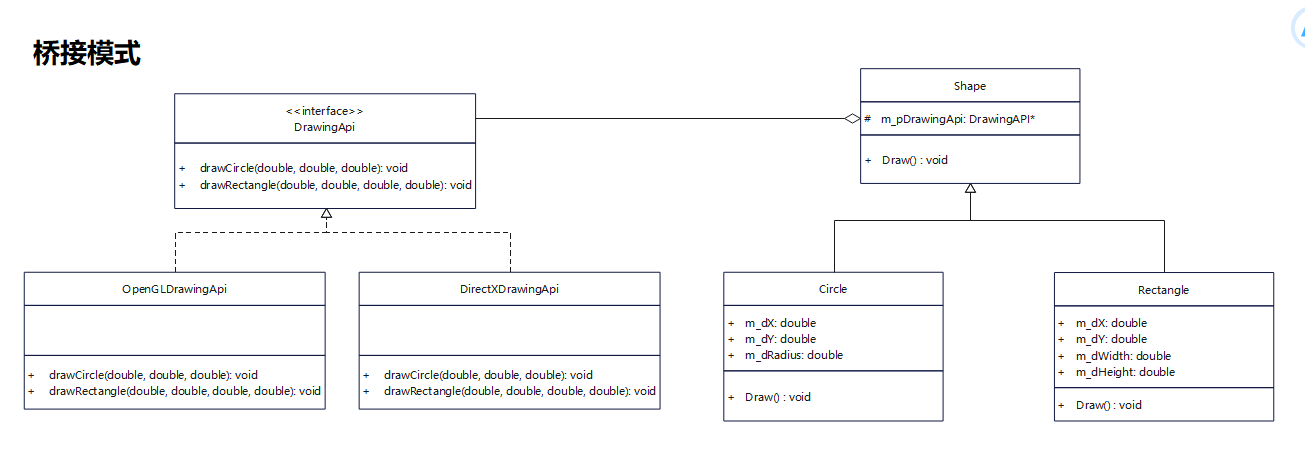 桥接模式
<<interface>>
DrawingApi
+ drawCircle(double, double, double): void
+ drawRectangle(double, double, double, double): void
Shape
# m_pDrawingApi: DrawingAPI*
+ Draw() : void
OpenGLDrawingApi
+ drawCircle(double, double, double): void
+ drawRectangle(double, double, double, double): void
DirectXDrawingApi
+ drawCircle(double, double, double): void
+ drawRectangle(double, double, double, double): void
Circle
+ m_dX: double
+ m_dY: double
+ m_dRadius: double
+ Draw() : void
Rectangle
+ m_dX: double
+ m_dY: double
+ m_dWidth: double
+ m_dHeight: double
+ Draw() : void